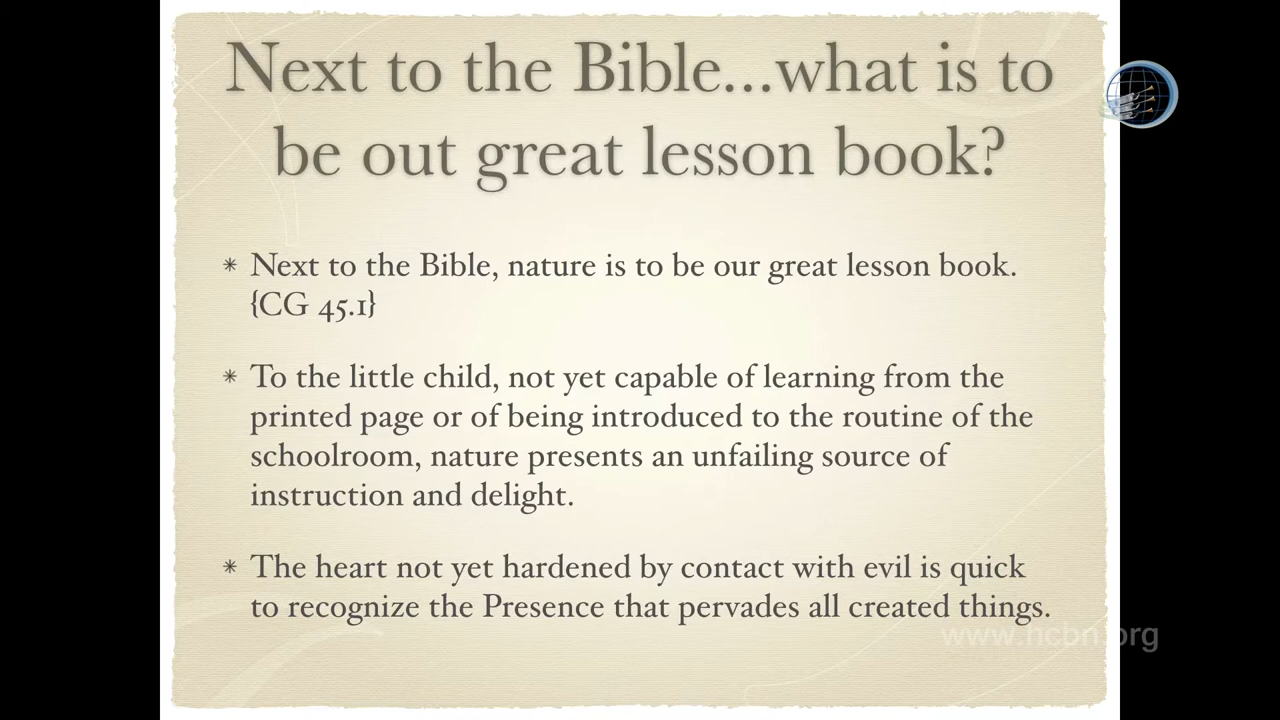 Next to the Bible...what is to
be out great lesson book?
* Next to the Bible, nature is to be our great lesson book.
{CG 45.1}
* To the little child, not yet capable of learning from the
printed page or of being introduced to the routine of the
schoolroom, nature presents an unfailing source of
instruction and delight.
* The heart not yet hardened by contact with evil is quick
to recognize the Presence that pervades all created things.
www.hcbn.org